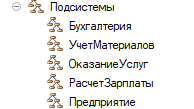 Подсистемы
Бухгалтерия
УчетМатериалов
ОказаниеУслуг
РасчетЗарплаты
Предприятие